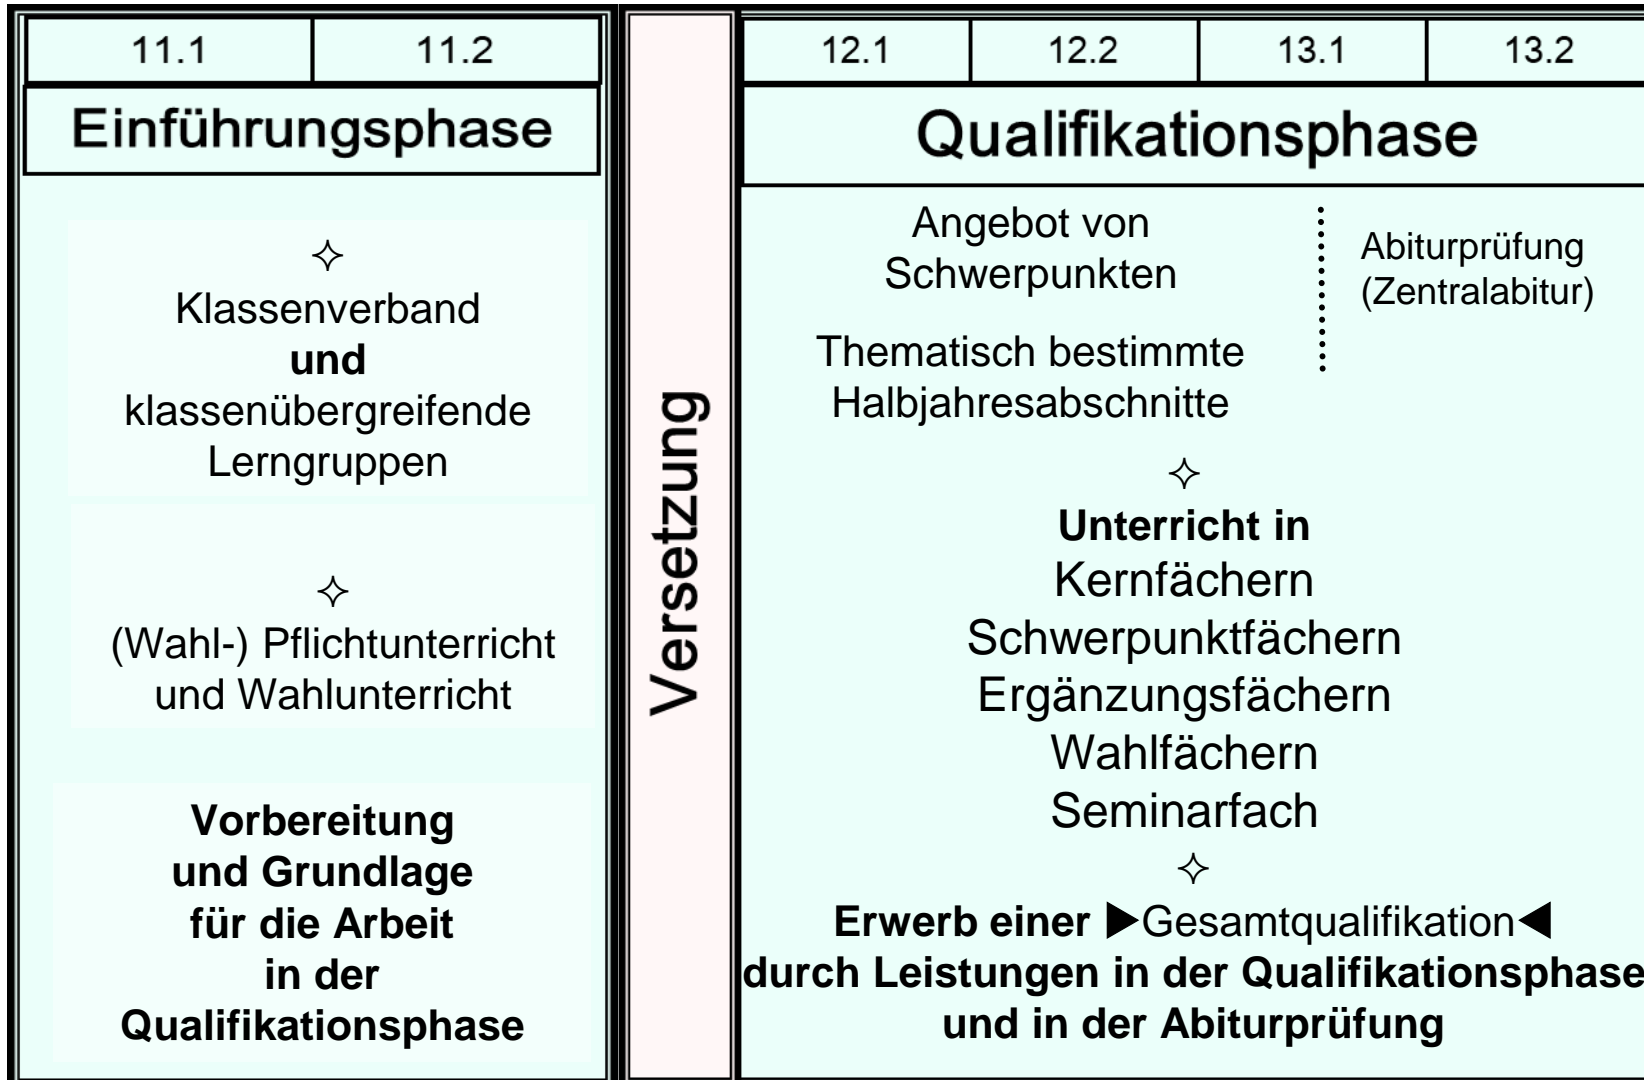 11.1 11.2
Einführungsphase
✧
Klassenverband
und
klassenübergreifende
Lerngruppen
✧
(Wahl-) Pflichtunterricht
und Wahlunterricht
Vorbereitung
und Grundlage
für die Arbeit
in der
Qualifikationsphase
Versetzung
12.1 12.2 13.1 13.2
Qualifikationsphase
Angebot von
Schwerpunkten
Thematisch bestimmte
Halbjahresabschnitte
Abiturprüfung
(Zentralabitur)
✧
Unterricht in
Kernfächern
Schwerpunktfächern
Ergänzungsfächern
Wahlfächern
Seminarfach
✧
Erwerb einer ▶Gesamtqualifikation◀
durch Leistungen in der Qualifikationsphase
und in der Abiturprüfung